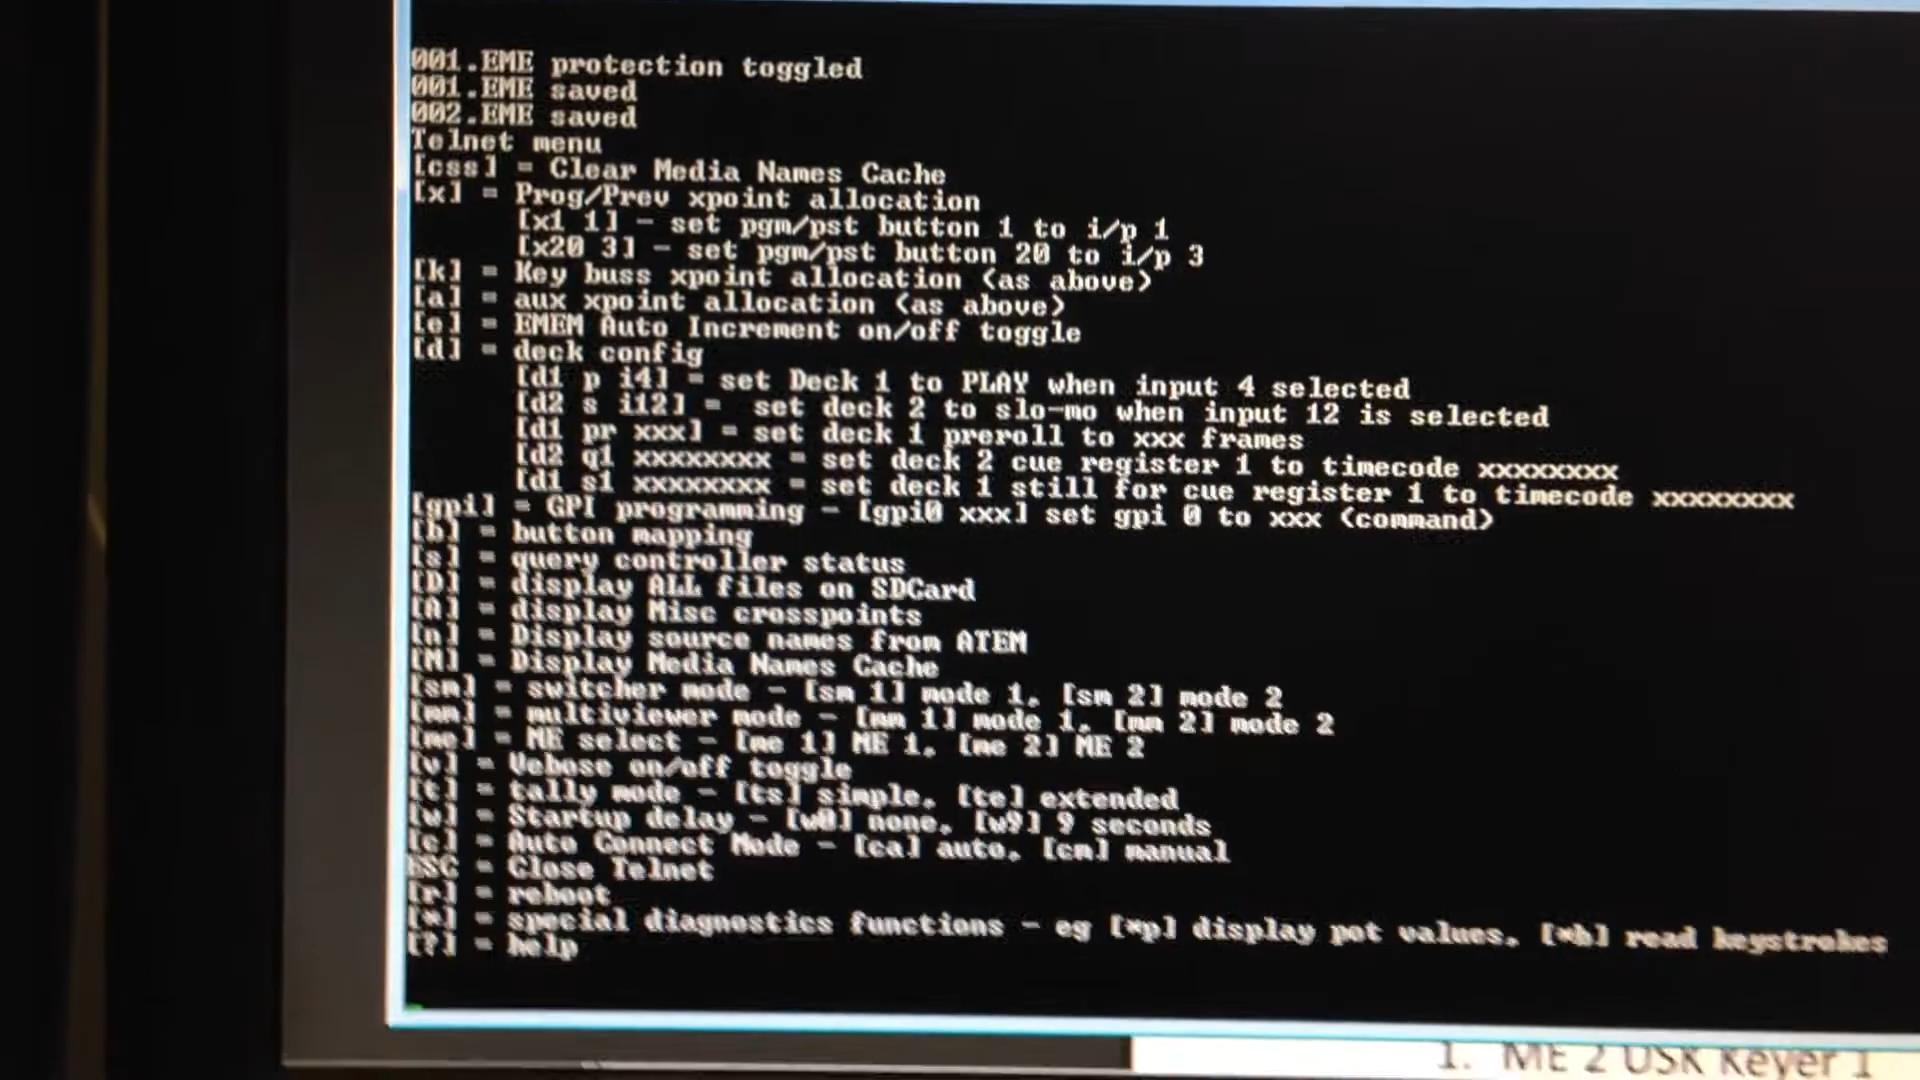 001.EME protection toggled
001.EME saved
002.EME saved
Telnet menu
[css] = Clear Media Names Cache
[x] = Prog/Prev xpoint allocation
[x1 1] - set pgm/pst button 1 to i/p 1
[x20 3] - set pgm/pst button 20 to i/p 3
[k] = Key buss xpoint allocation (as above)
[a] = aux xpoint allocation (as above)
[e] = EMEM Auto Increment on/off toggle
[d] = deck config
[d1 p i4] = set Deck 1 to PLAY when input 4 selected
[d2 s i12] = set deck 2 to slo-mo when input 12 is selected
[d1 pr xxx] = set deck 1 preroll to xxx frames
[d2 q1 xxxxxxxx = set deck 2 cue register 1 to timecode xxxxxxxx
[d1 s1 xxxxxxxx = set deck 1 still for cue register 1 to timecode xxxxxxxx
[gpi] = GPI programming - [gpi0 xxx] set gpi 0 to xxx (command)
[b] = button mapping
[s] = query controller status
[D] = display ALL files on SDCard
[A] = display Misc crosspoints
[n] = Display source names from ATEM
[M] = Display Media Names Cache
[sm] = switcher mode - [sm 1] mode 1, [sm 2] mode 2
[mm] = multiviewer mode - [mm 1] mode 1, [mm 2] mode 2
[me] = ME select - [me 1] ME 1, [me 2] ME 2
[v] = Vebose on/off toggle
[t] = tally mode - [ts] simple, [te] extended
[w] = Startup delay - [w0] none, [w9] 9 seconds
[c] = Auto Connect Mode - [ca] auto, [cm] manual
ESC = Close Telnet
[r] = reboot
[*] = special diagnostics functions - eg [*p] display pot values, [*b] read keystrokes
[?] = help
1. ME 2 USK Keyer 1